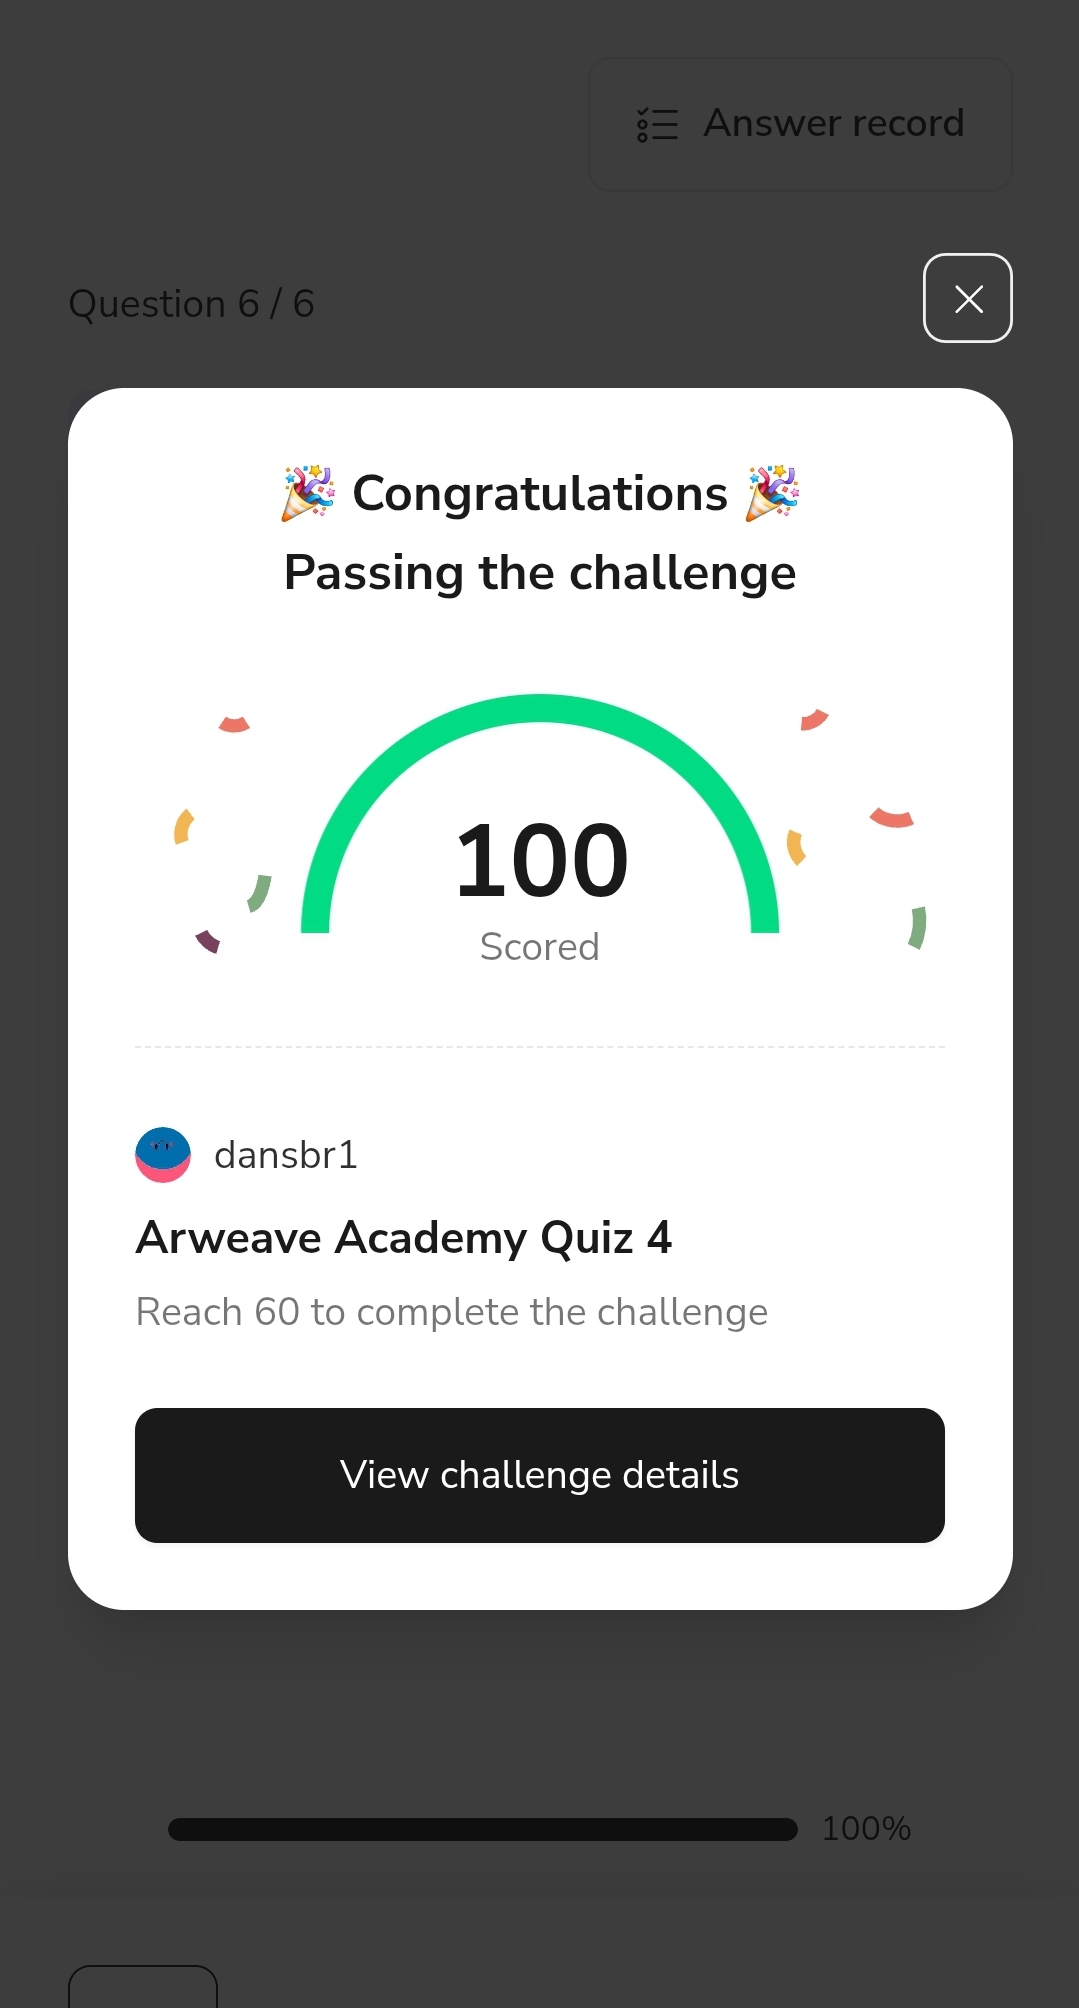 Answer record
Question 6 / 6
🎉 Congratulations 🎉
Passing the challenge
100
Scored
dansbr1
Arweave Academy Quiz 4
Reach 60 to complete the challenge
View challenge details
100%